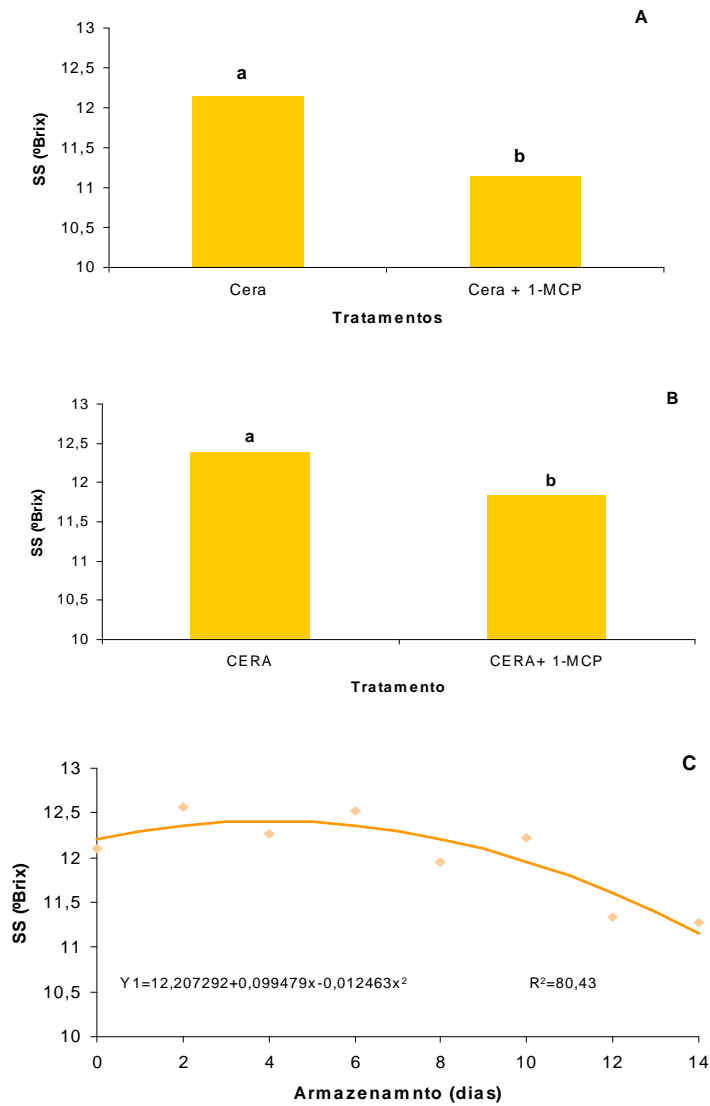 A
13
12,5
12
11,5
11
10,5
10
SS (ºBrix)
a
b
Cera
Cera + 1-MCP
Tratamentos
B
13
12,5
12
11,5
11
10,5
10
SS (ºBrix)
a
b
CERA
CERA+ 1-MCP
Tratamento
C
13
12,5
12
11,5
11
10,5
10
SS (ºBrix)
Y1=12,207292+0,099479x-0,012463x² R²=80,43
0 2 4 6 8 10 12 14
Armazenamnto (dias)